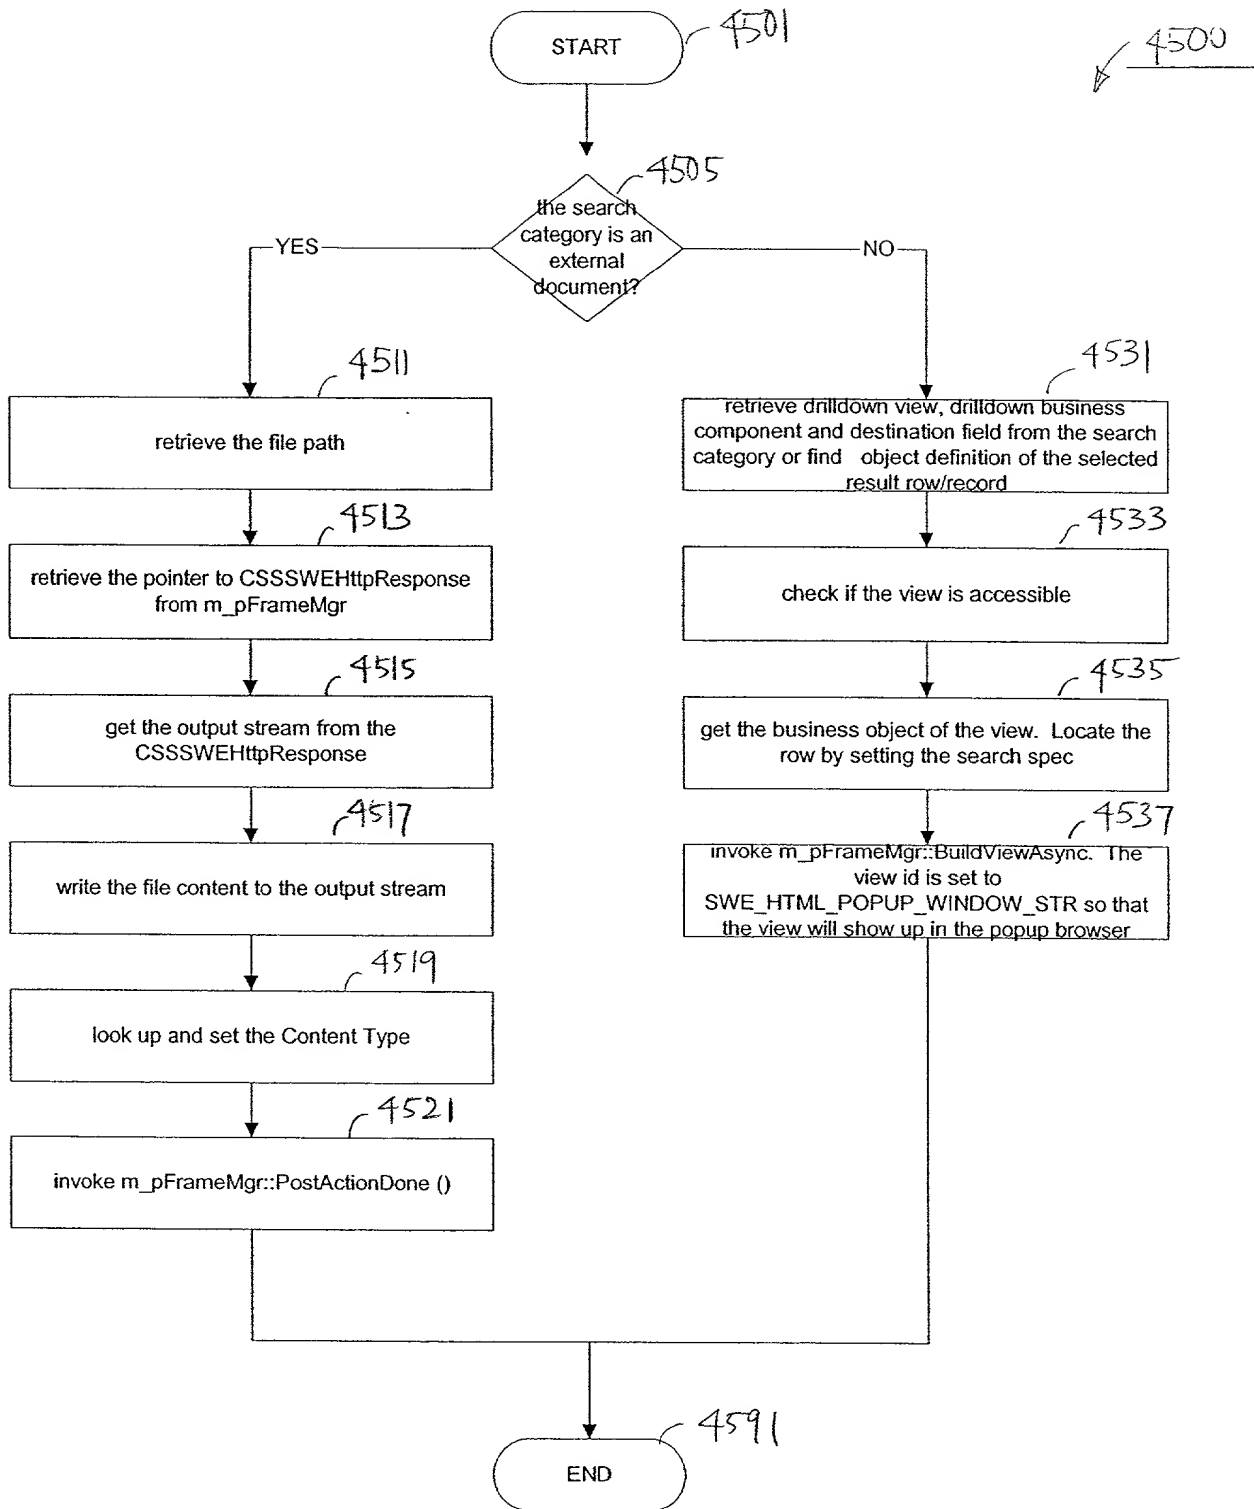 START
4501
4500
4505
the search
category is an
external
document?
YES
NO
4511
retrieve the file path
4513
retrieve the pointer to CSSSWEHttpResponse
from m_pFrameMgr
4515
get the output stream from the
CSSSWEHttpResponse
4517
write the file content to the output stream
4519
look up and set the Content Type
4521
invoke m_pFrameMgr::PostActionDone ()
4531
retrieve drilldown view, drilldown business
component and destination field from the search
category or find object definition of the selected
result row/record
4533
check if the view is accessible
4535
get the business object of the view. Locate the
row by setting the search spec
4537
invoke m_pFrameMgr::BuildViewAsync. The
view id is set to
SWE_HTML_POPUP_WINDOW_STR so that
the view will show up in the popup browser
4591
END